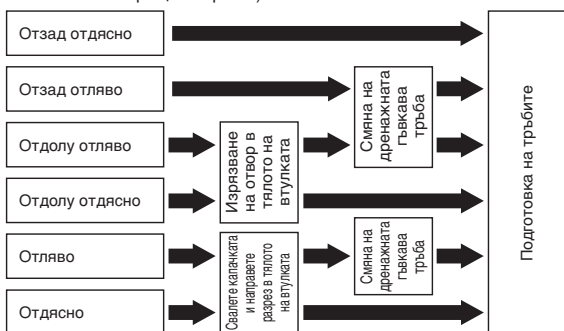 Отзад отдясно
Отзад отляво
Отдолу отляво
Отдолу отдясно
Отляво
Отдясно
Изрязване
на отвор в
тялото на
втулката
Свалете капачката
и направете
разрез в тялото
на втулката
Смяна на
дренажната
гъвкава
тръба
Смяна на
дренажната
гъвкава
тръба
Подготовка на тръбите